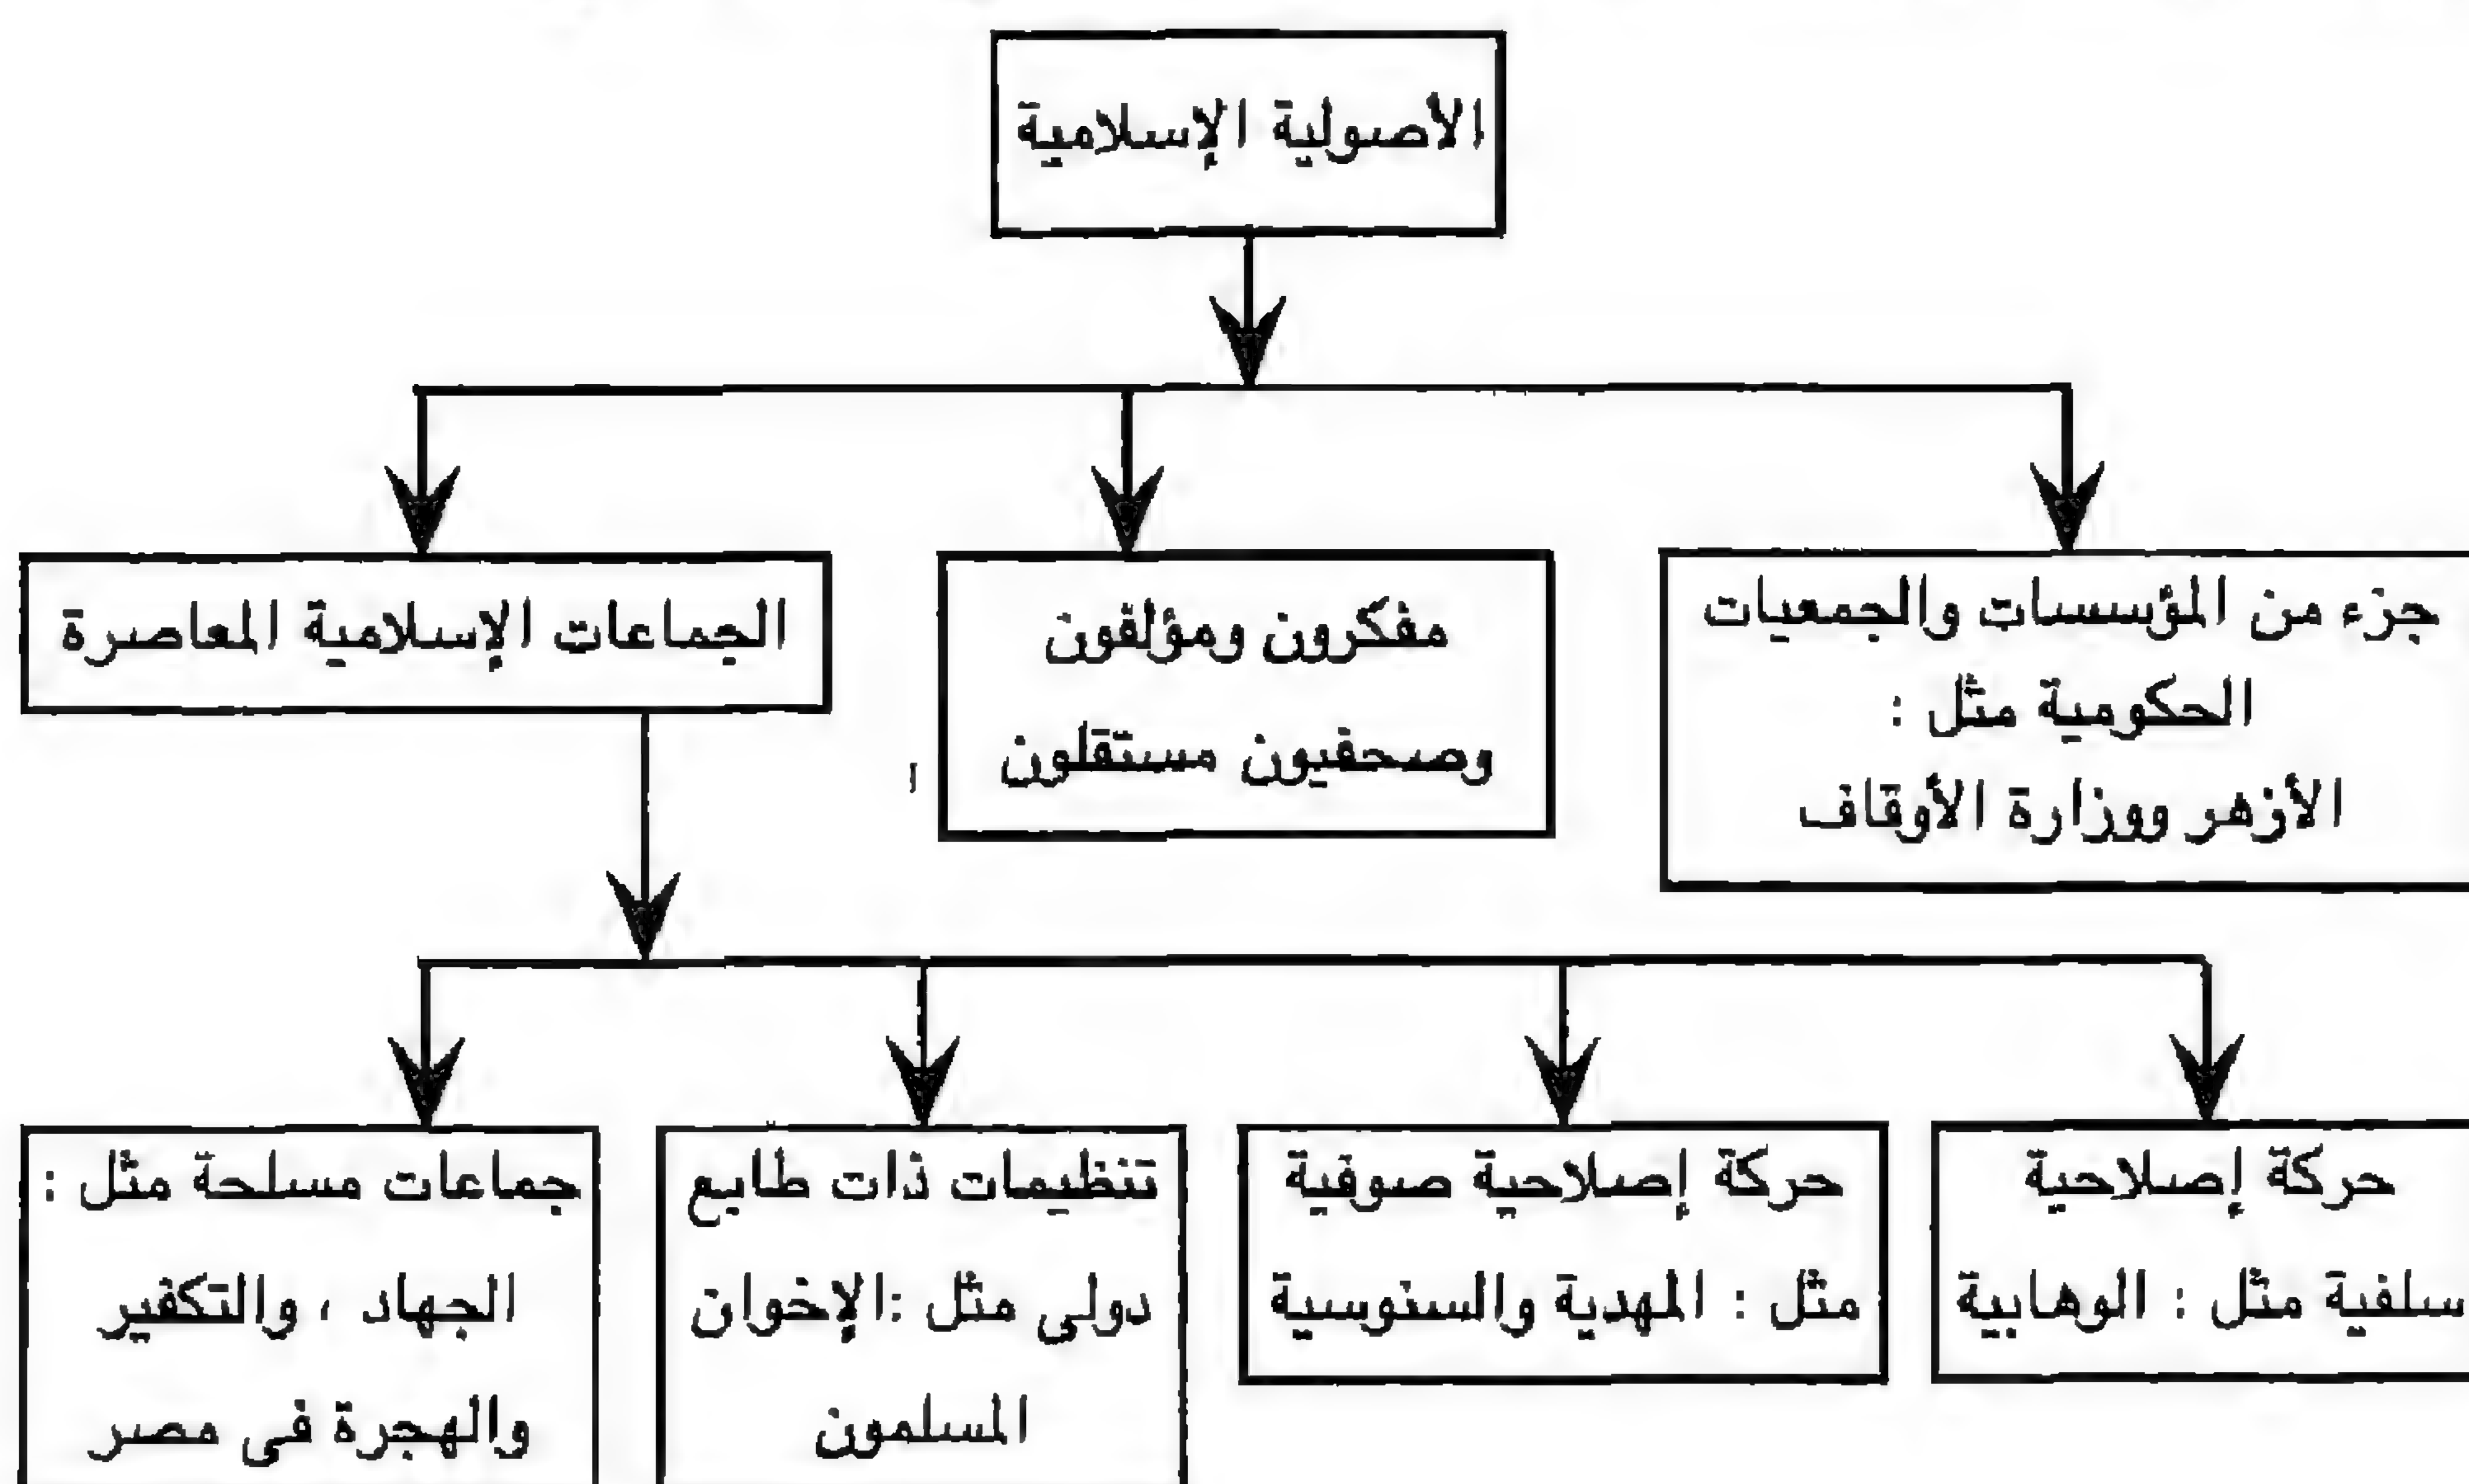 الأصولية الإسلامية
جزء من المؤسسات والجمعيات
الحكومية مثل :
الأزهر ووزارة الأوقاف
مفكرون ومؤلفون
وصحفيون مستقلون
الجماعات الإسلامية المعاصرة
حركة إصلاحية
سلفية مثل : الوهابية
حركة إصلاحية صوفية
مثل : المهدية والسنوسية
تنظيمات ذات طابع
دولى مثل :الإخوان
المسلمون
جماعات مسلحة مثل :
الجهاد ، والتكفير
والهجرة فى مصر